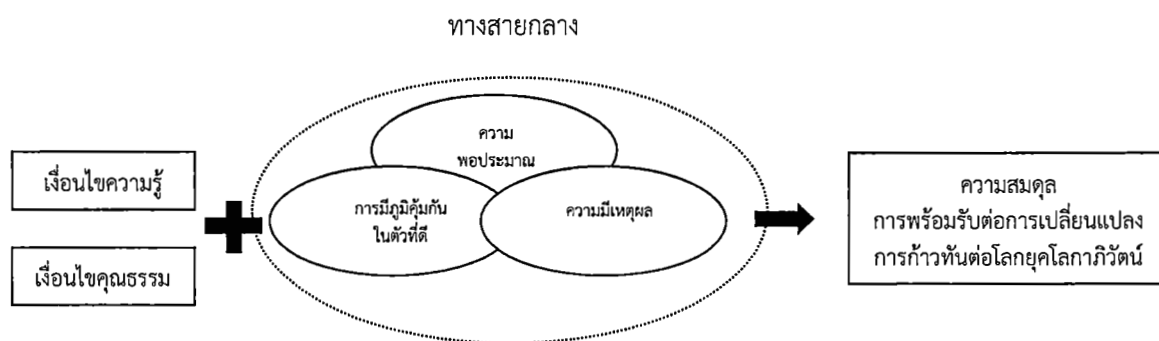 ทางสายกลาง
เงื่อนไขความรู้
เงื่อนไขคุณธรรม
ความ
พอประมาณ
การมีภูมิคุ้มกัน
ในตัวที่ดี
ความมีเหตุผล
ความสมดุล
การพร้อมรับต่อการเปลี่ยนแปลง
การก้าวทันต่อโลกยุคโลกาภิวัตน์